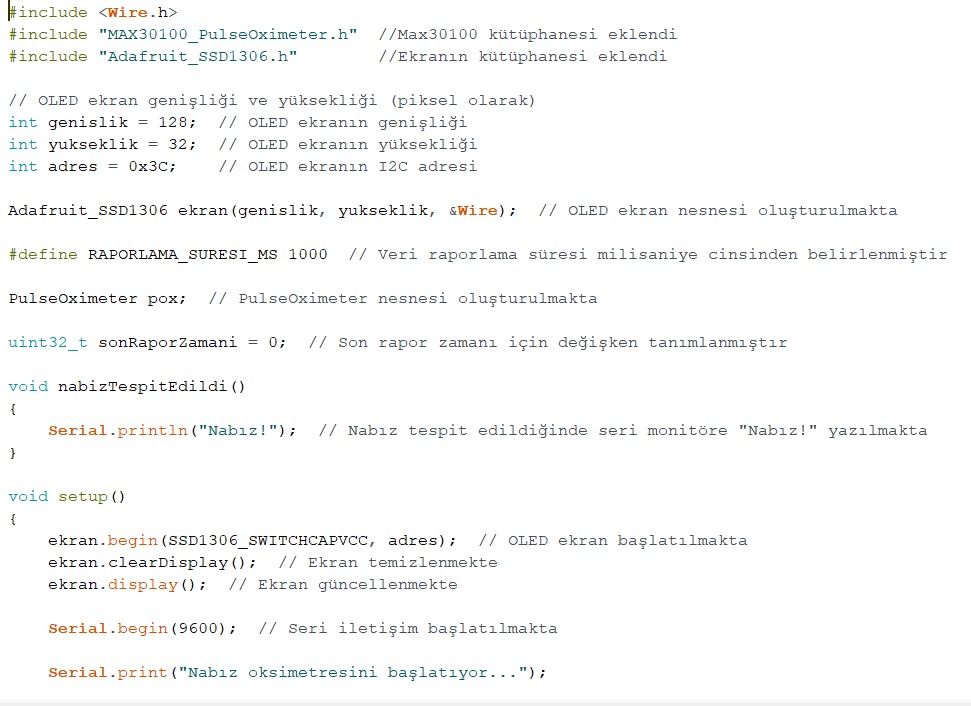 #include <Wire.h>
#include "MAX30100_PulseOximeter.h"  //Max30100 kütüphanesi eklendi
#include "Adafruit_SSD1306.h"        //Ekranın kütüphanesi eklendi
// OLED ekran genişliği ve yüksekliği (piksel olarak)
int genislik = 128;  // OLED ekranın genişliği
int yukseklik = 32;  // OLED ekranın yüksekliği
int adres = 0x3C;    // OLED ekranın I2C adresi
Adafruit_SSD1306 ekran(genislik, yukseklik, &Wire);  // OLED ekran nesnesi oluşturulmakta
#define RAPORLAMA_SURESI_MS 1000  // Veri raporlama süresi milisaniye cinsinden belirlenmiştir
PulseOximeter pox;  // PulseOximeter nesnesi oluşturulmakta
uint32_t sonRaporZamani = 0;  // Son rapor zamanı için değişken tanımlanmıştır
void nabizTespitEdildi()
{
    Serial.println("Nabız!");  // Nabız tespit edildiğinde seri monitöre "Nabız!" yazılmakta
}
void setup()
{
    ekran.begin(SSD1306_SWITCHCAPVCC, adres);  // OLED ekran başlatılmakta
    ekran.clearDisplay();  // Ekran temizlenmekte
    ekran.display();  // Ekran güncellenmekte
    Serial.begin(9600);  // Seri iletişim başlatılmakta
    Serial.print("Nabız oksimetresini başlatıyor...");